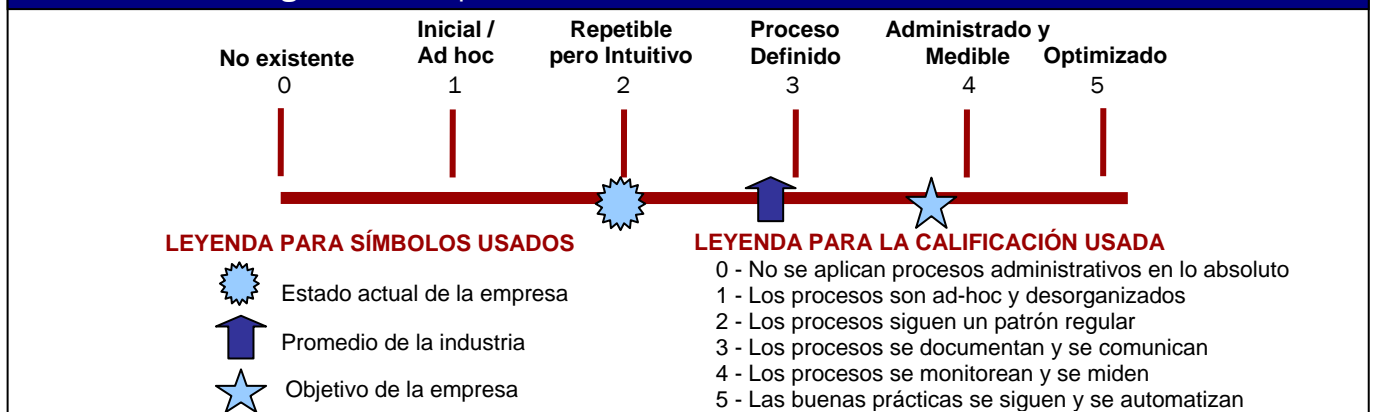 No existente
Inicial /
Ad hoc
Repetible
pero Intuitivo
Proceso
Definido
Administrado y
Medible
Optimizado
0 1 2 3 4 5
LEYENDA PARA SÍMBOLOS USADOS
Estado actual de la empresa
Promedio de la industria
Objetivo de la empresa
LEYENDA PARA LA CALIFICACIÓN USADA
0 - No se aplican procesos administrativos en lo absoluto
1 - Los procesos son ad-hoc y desorganizados
2 - Los procesos siguen un patrón regular
3 - Los procesos se documentan y se comunican
4 - Los procesos se monitorean y se miden
5 - Las buenas prácticas se siguen y se automatizan